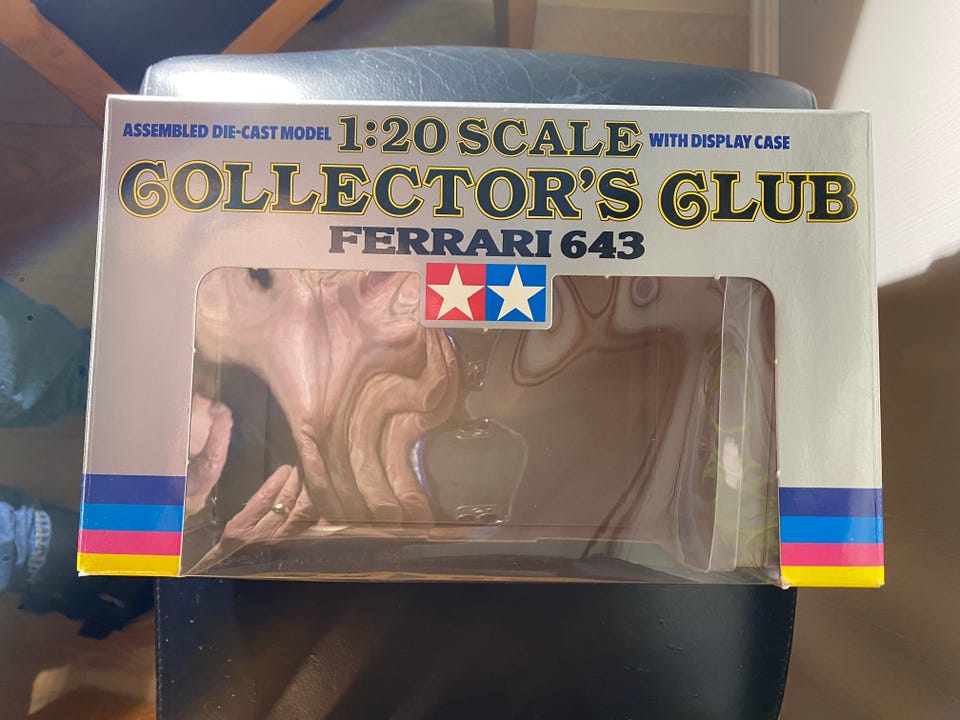 ASSEMBLED DIE-CAST MODEL 1:20 SCALE WITH DISPLAY CASE
COLLECTOR'S CLUB
FERRARI 643